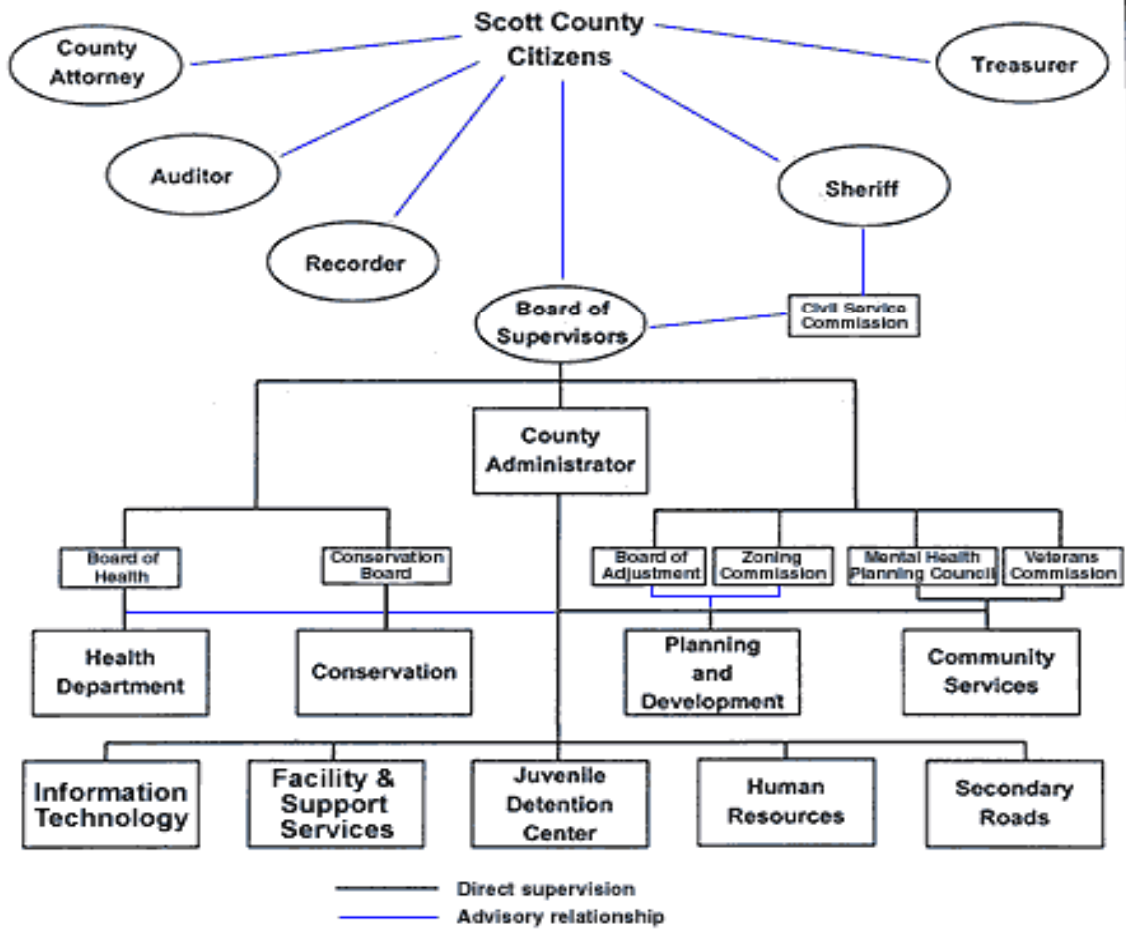 Scott County
Citizens
County
Attorney
Treasurer
Auditor
Sheriff
Recorder
Board of
Supervisors
Civil Service
Commission
County
Administrator
Board of
Health
Conservation
Board
Board of
Adjustment
Zoning
Commission
Mental Health
Planning Council
Veterans
Commission
Health
Department
Conservation
Planning
and
Development
Community
Services
Information
Technology
Facility &
Support
Services
Juvenile
Detention
Center
Human
Resources
Secondary
Roads
Direct supervision
Advisory relationship